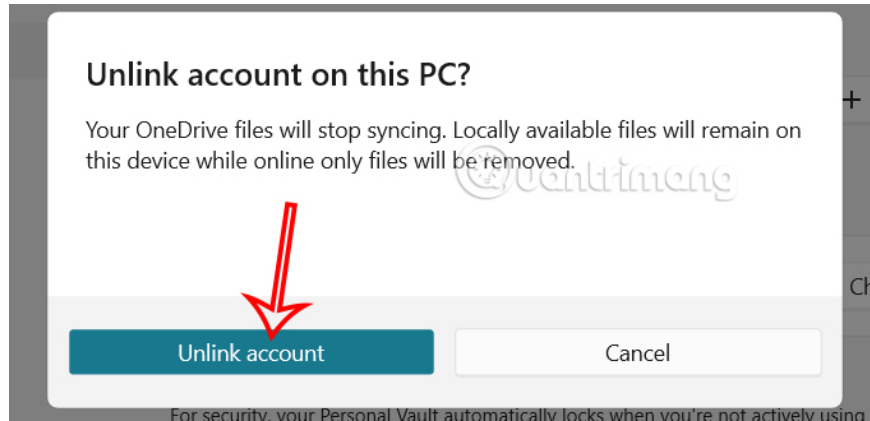 Unlink account on this PC?
+
Your OneDrive files will stop syncing. Locally available files will remain on
this device while online only files will be removed.
Quantrimang
Ch
Unlink account
Cancel
For security, your Personal Vault automatically locks when you're not actively using